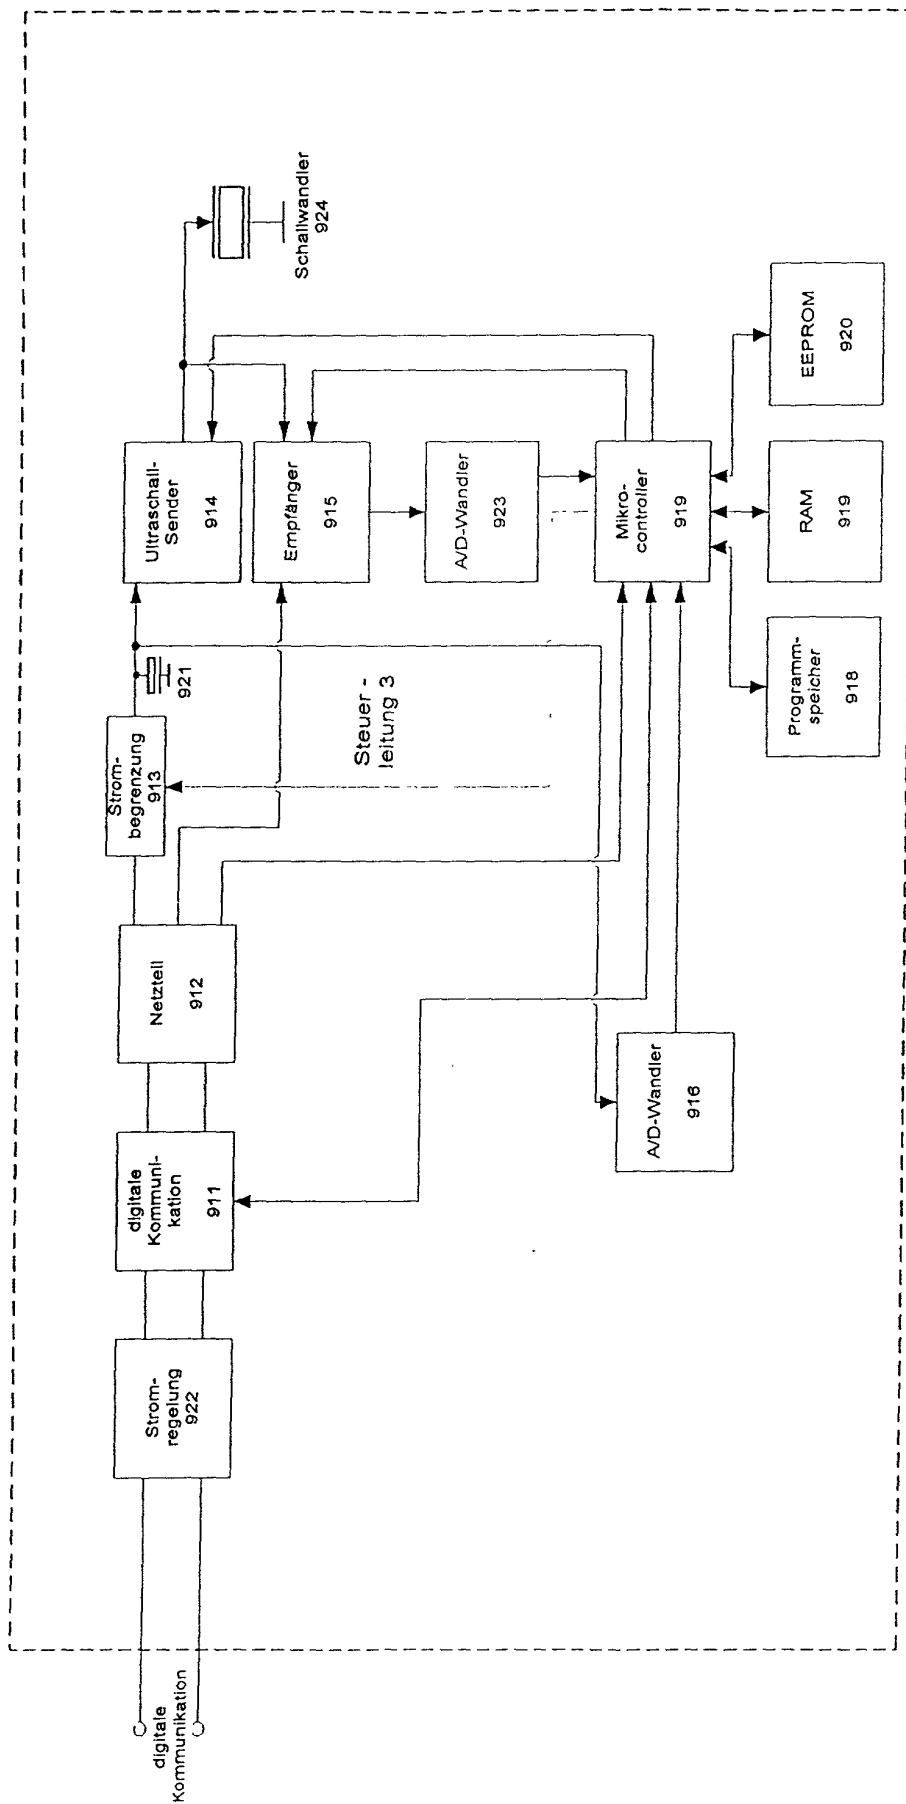 digitale
Kommunikation
Strom-
regelung
922
digitale
Kommuni-
kation
911
Netzteil
912
Strom-
begrenzung
913
921
Ultraschall-
Sender
914
Schallwandler
924
Empfänger
915
Steuer -
leitung 3
A/D-Wandler
923
A/D-Wandler
916
Mikro-
controller
919
Programm-
speicher
918
RAM
919
EEPROM
920